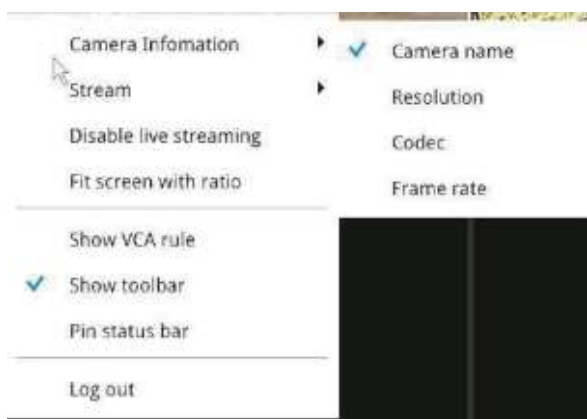 Camera Infomation
Stream
Disable live streaming
Fit screen with ratio
Show VCA rule
Show toolbar
Pin status bar
Log out
Camera name
Resolution
Codec
Frame rate